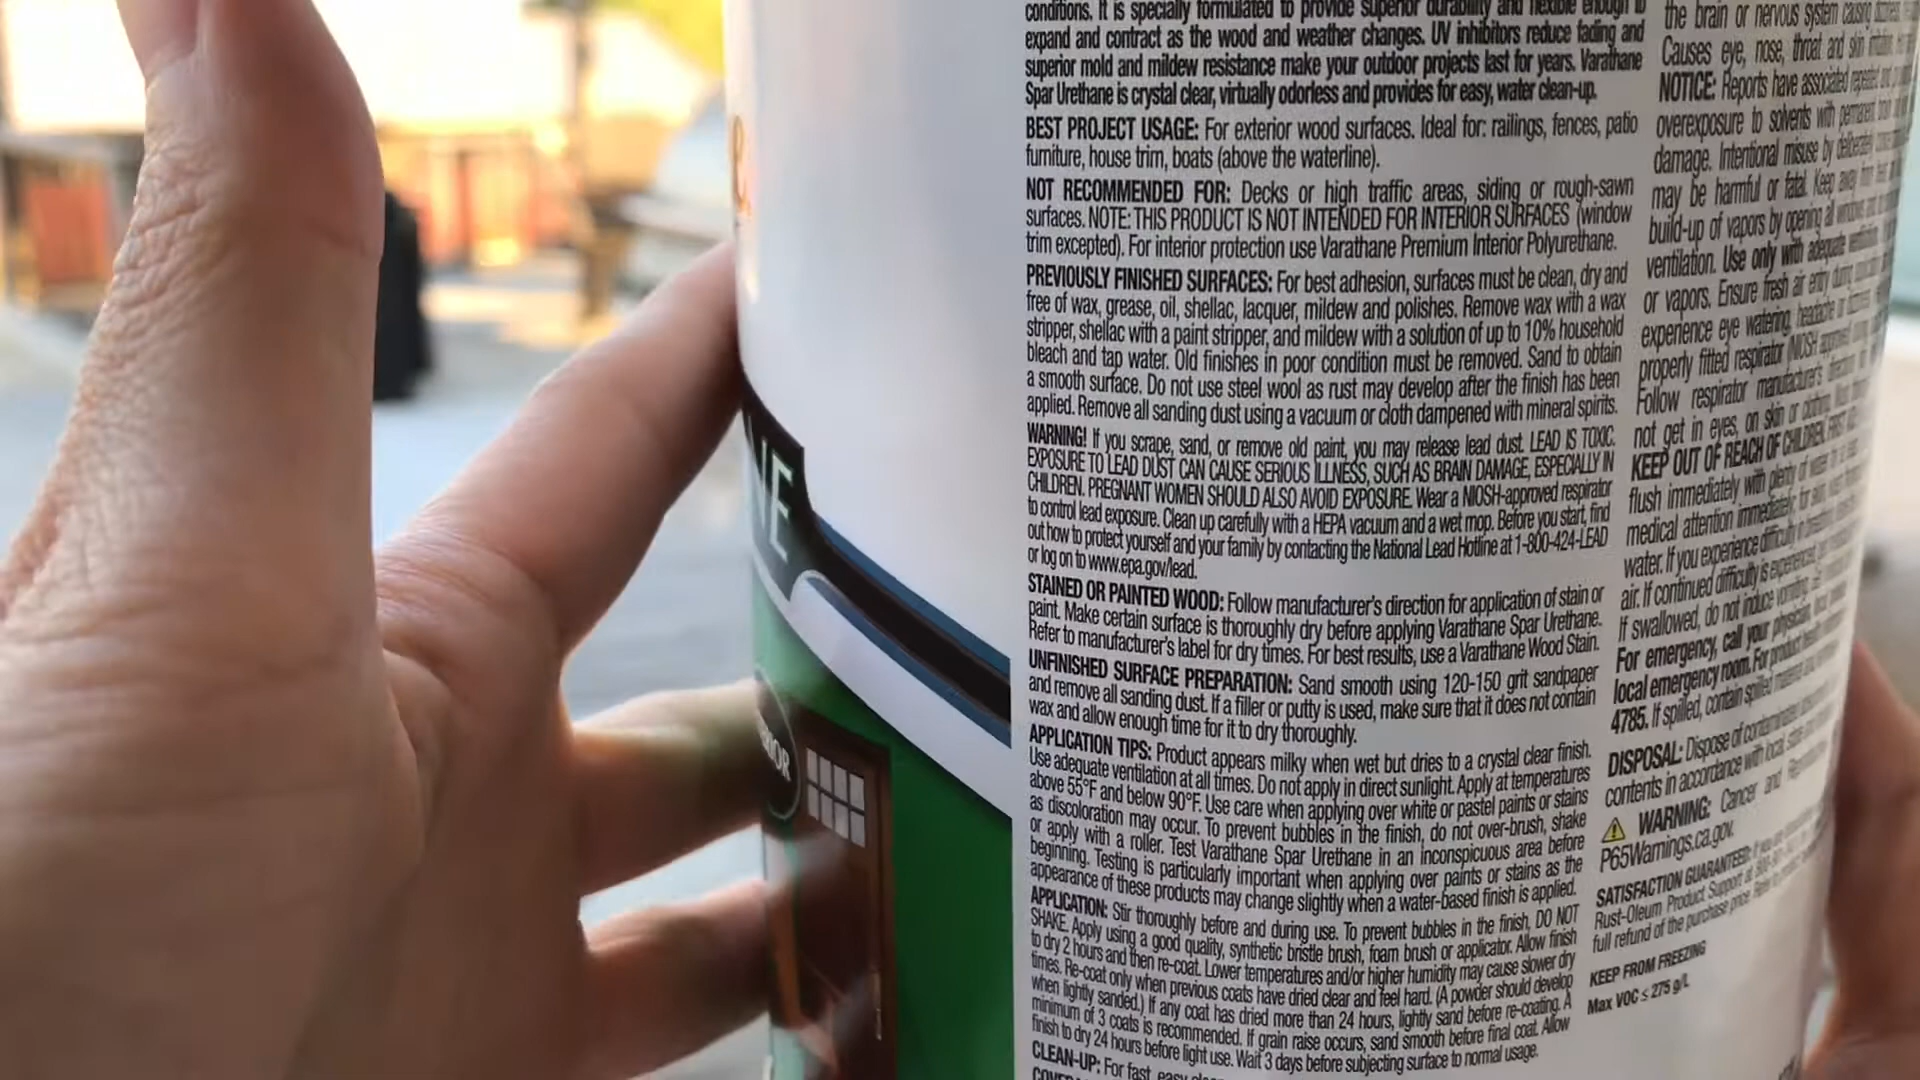 conditions. It is specially formulated to provide superior durability and flexible enough to
expand and contract as the wood and weather changes. UV inhibitors reduce fading and
superior mold and mildew resistance make your outdoor projects last for years. Varathane
Spar Urethane is crystal clear, virtually odorless and provides for easy, water clean-up.
BEST PROJECT USAGE: For exterior wood surfaces. Ideal for: railings, fences, patio
furniture, house trim, boats (above the waterline).
NOT RECOMMENDED FOR: Decks or high traffic areas, siding or rough-sawn
surfaces. NOTE: THIS PRODUCT IS NOT INTENDED FOR INTERIOR SURFACES (window
trim excepted). For interior protection use Varathane Premium Interior Polyurethane.
PREVIOUSLY FINISHED SURFACES: For best adhesion, surfaces must be clean, dry and
free of wax, grease, oil, shellac, lacquer, mildew and polishes. Remove wax with a wax
stripper, shellac with a paint stripper, and mildew with a solution of up to 10% household
bleach and tap water. Old finishes in poor condition must be removed. Sand to obtain
a smooth surface. Do not use steel wool as rust may develop after the finish has been
applied. Remove all sanding dust using a vacuum or cloth dampened with mineral spirits.
WARNING! If you scrape, sand, or remove old paint, you may release lead dust. LEAD IS TOXIC.
EXPOSURE TO LEAD DUST CAN CAUSE SERIOUS ILLNESS, SUCH AS BRAIN DAMAGE, ESPECIALLY IN
CHILDREN. PREGNANT WOMEN SHOULD ALSO AVOID EXPOSURE. Wear a NIOSH-approved respirator
to control lead exposure. Clean up carefully with a HEPA vacuum and a wet mop. Before you start, find
out how to protect yourself and your family by contacting the National Lead Hotline at 1-800-424-LEAD
or log on to www.epa.gov/lead.
STAINED OR PAINTED WOOD: Follow manufacturer's direction for application of stain or
paint. Make certain surface is thoroughly dry before applying Varathane Spar Urethane.
Refer to manufacturer's label for dry times. For best results, use a Varathane Wood Stain.
UNFINISHED SURFACE PREPARATION: Sand smooth using 120-150 grit sandpaper
and remove all sanding dust. If a filler or putty is used, make sure that it does not contain
wax and allow enough time for it to dry thoroughly.
APPLICATION TIPS: Product appears milky when wet but dries to a crystal clear finish.
Use adequate ventilation at all times. Do not apply in direct sunlight. Apply at temperatures
above 55°F and below 90°F. Use care when applying over white or pastel paints or stains
as discoloration may occur. To prevent bubbles in the finish, do not over-brush, shake
or apply with a roller. Test Varathane Spar Urethane in an inconspicuous area before
beginning. Testing is particularly important when applying over paints or stains as the
appearance of these products may change slightly when a water-based finish is applied.
APPLICATION: Stir thoroughly before and during use. To prevent bubbles in the finish, DO NOT
SHAKE. Apply using a good quality, synthetic bristle brush, foam brush or applicator. Allow finish
to dry 2 hours and then re-coat. Lower temperatures and/or higher humidity may cause slower dry
times. Re-coat only when previous coats have dried clear and feel hard. (A powder should develop
when lightly sanded.) If any coat has dried more than 24 hours, lightly sand before re-coating. A
minimum of 3 coats is recommended. If grain raise occurs, sand smooth before final coat. Allow
finish to dry 24 hours before light use. Wait 3 days before subjecting surface to normal usage.
CLEAN-UP: For fast, easy
the brain or nervous system causing
Causes eye, nose, throat and skin irritation.
NOTICE: Reports have associated repeated and
overexposure to solvents with permanent brain
damage. Intentional misuse by deliberately
may be harmful or fatal. Keep away from
build-up of vapors by opening all windows and
ventilation. Use only with adequate ventilation.
or vapors. Ensure fresh air entry during
experience eye watering, headache or
properly fitted respirator (NIOSH approved)
Follow respirator manufacturer's directions
not get in eyes, on skin or clothing.
KEEP OUT OF REACH OF CHILDREN. FIRST
flush immediately with plenty of water
medical attention immediately;
water. If you experience difficulty in
air. If continued difficulty is experienced,
If swallowed, do not induce vomiting.
For emergency, call your physician,
local emergency room. For product
4785. If spilled, contain spilled material
DISPOSAL: Dispose of contaminated
contents in accordance with local, state and
WARNING: Cancer and
P65Warnings.ca.gov.
SATISFACTION GUARANTEED: If
Rust-Oleum Product Support at
full refund of the purchase price.
KEEP FROM FREEZING
Max VOC ≤ 275 g/L